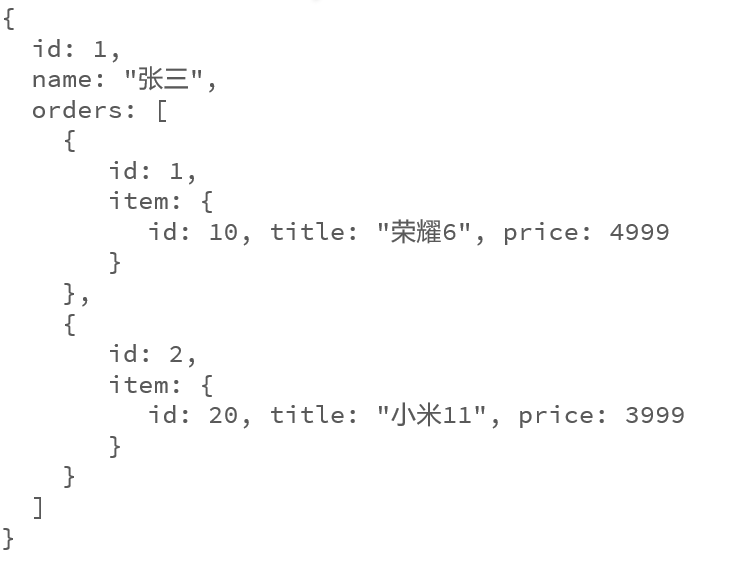 {
  id: 1,
  name: "张三",
  orders: [
    {
       id: 1,
       item: {
         id: 10, title: "荣耀6", price: 4999
       }
    },
    {
       id: 2,
       item: {
         id: 20, title: "小米11", price: 3999
       }
    }
  ]
}